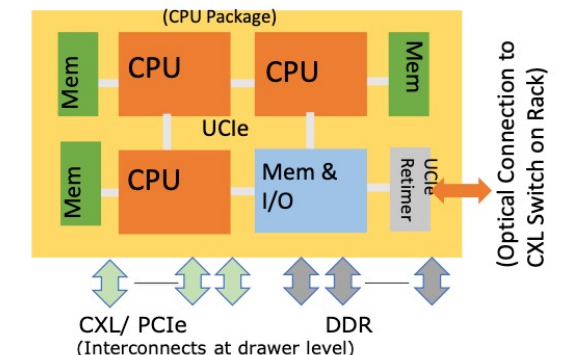 (CPU Package)
Mem
CPU
CPU
Mem
UCIe
Mem
CPU
Mem &
I/O
UCIe
Retimer
(Optical Connection to
CXL Switch on Rack)
CXL/ PCIe
DDR
(Interconnects at drawer level)